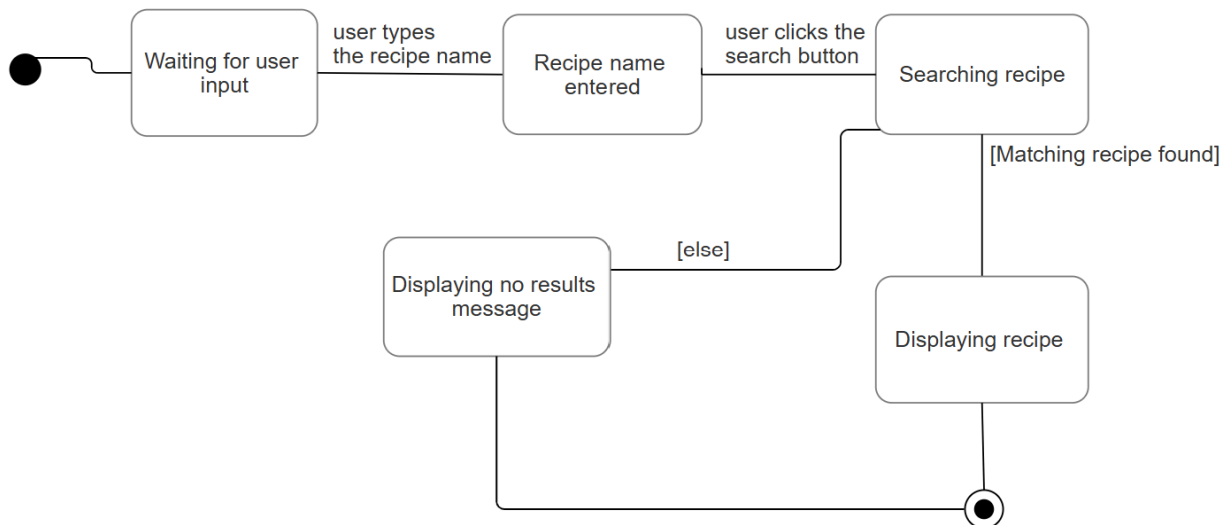 Waiting for user
input
user types
the recipe name
Recipe name
entered
user clicks the
search button
Searching recipe
[Matching recipe found]
[else]
Displaying no results
message
Displaying recipe